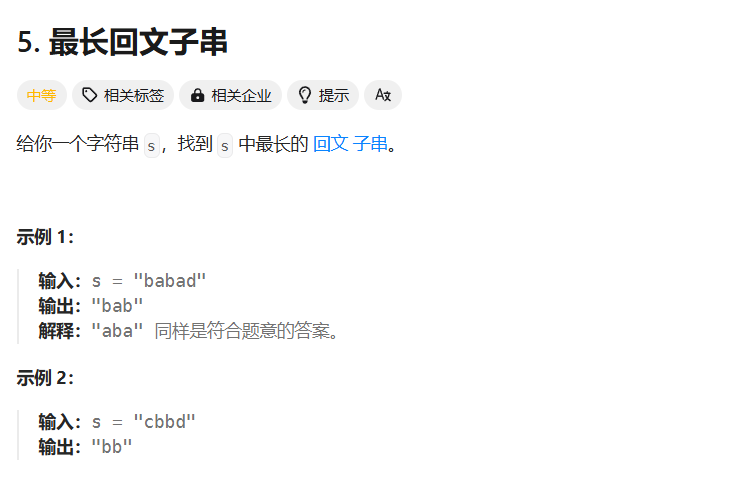 5. 最长回文子串
中等 相关标签 相关企业 提示
给你一个字符串 s，找到 s 中最长的 回文 子串。
示例 1：
输入：s = "babad"
输出："bab"
解释："aba" 同样是符合题意的答案。
示例 2：
输入：s = "cbbd"
输出："bb"